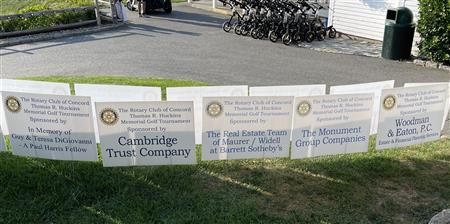 The Rotary Club of Concord
Thomas R. Huckins
Memorial Golf Tournament
Sponsored by
In Memory of
Guy & Teresa DiGiovanni
- A Paul Harris Fellow
The Rotary Club of Concord
Thomas R. Huckins
Memorial Golf Tournament
Sponsored by
Cambridge
Trust Company
The Rotary Club of Concord
Thomas R. Huckins
Memorial Golf Tournament
Sponsored by
The Real Estate Team
of Maurer / Widell
at Barrett Sotheby's
The Rotary Club of Concord
Thomas R. Huckins
Memorial Golf Tournament
Sponsored by
The Monument
Group Companies
The Rotary Club of Concord
Thomas R. Huckins
Memorial Golf Tournament
Sponsored by
Woodman
& Eaton, P.C.
Estate & Financial Planning Services